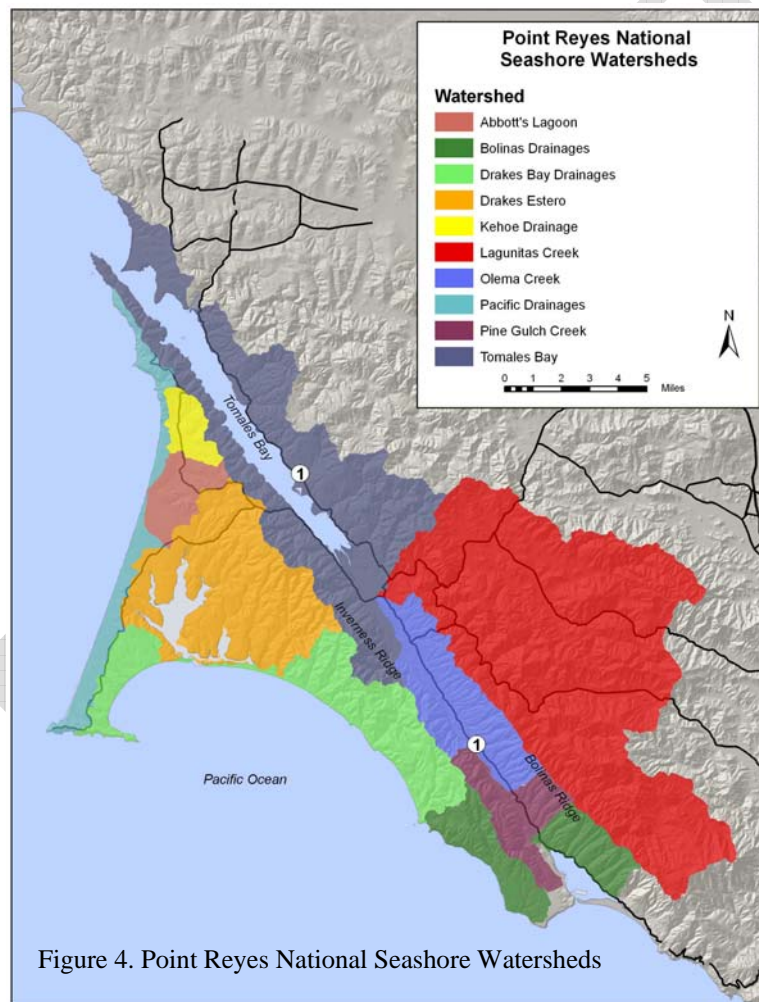 Point Reyes National
Seashore Watersheds
Watershed
Abbott's Lagoon
Bolinas Drainages
Drakes Bay Drainages
Drakes Estero
Kehoe Drainage
Lagunitas Creek
Olema Creek
Pacific Drainages
Pine Gulch Creek
Tomales Bay
N
0 1 2 3 4 5
Miles
Tomales Bay
1
Inverness Ridge
1
Bolinas Ridge
Pacific Ocean
Figure 4. Point Reyes National Seashore Watersheds